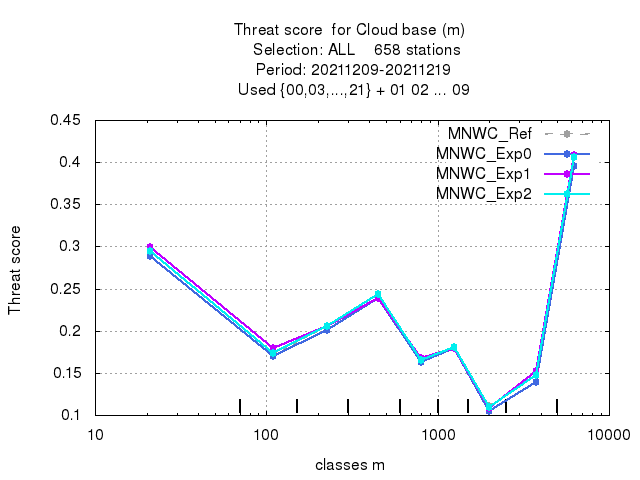 Threat score  for Cloud base (m)
Selection: ALL    658 stations
Period: 20211209-20211219
Used {00,03,...,21} + 01 02 ... 09
MNWC_Ref
MNWC_Exp0
MNWC_Exp1
MNWC_Exp2
0.45
0.4
0.35
0.3
0.25
0.2
0.15
0.1
Threat score
10
100
1000
10000
classes m